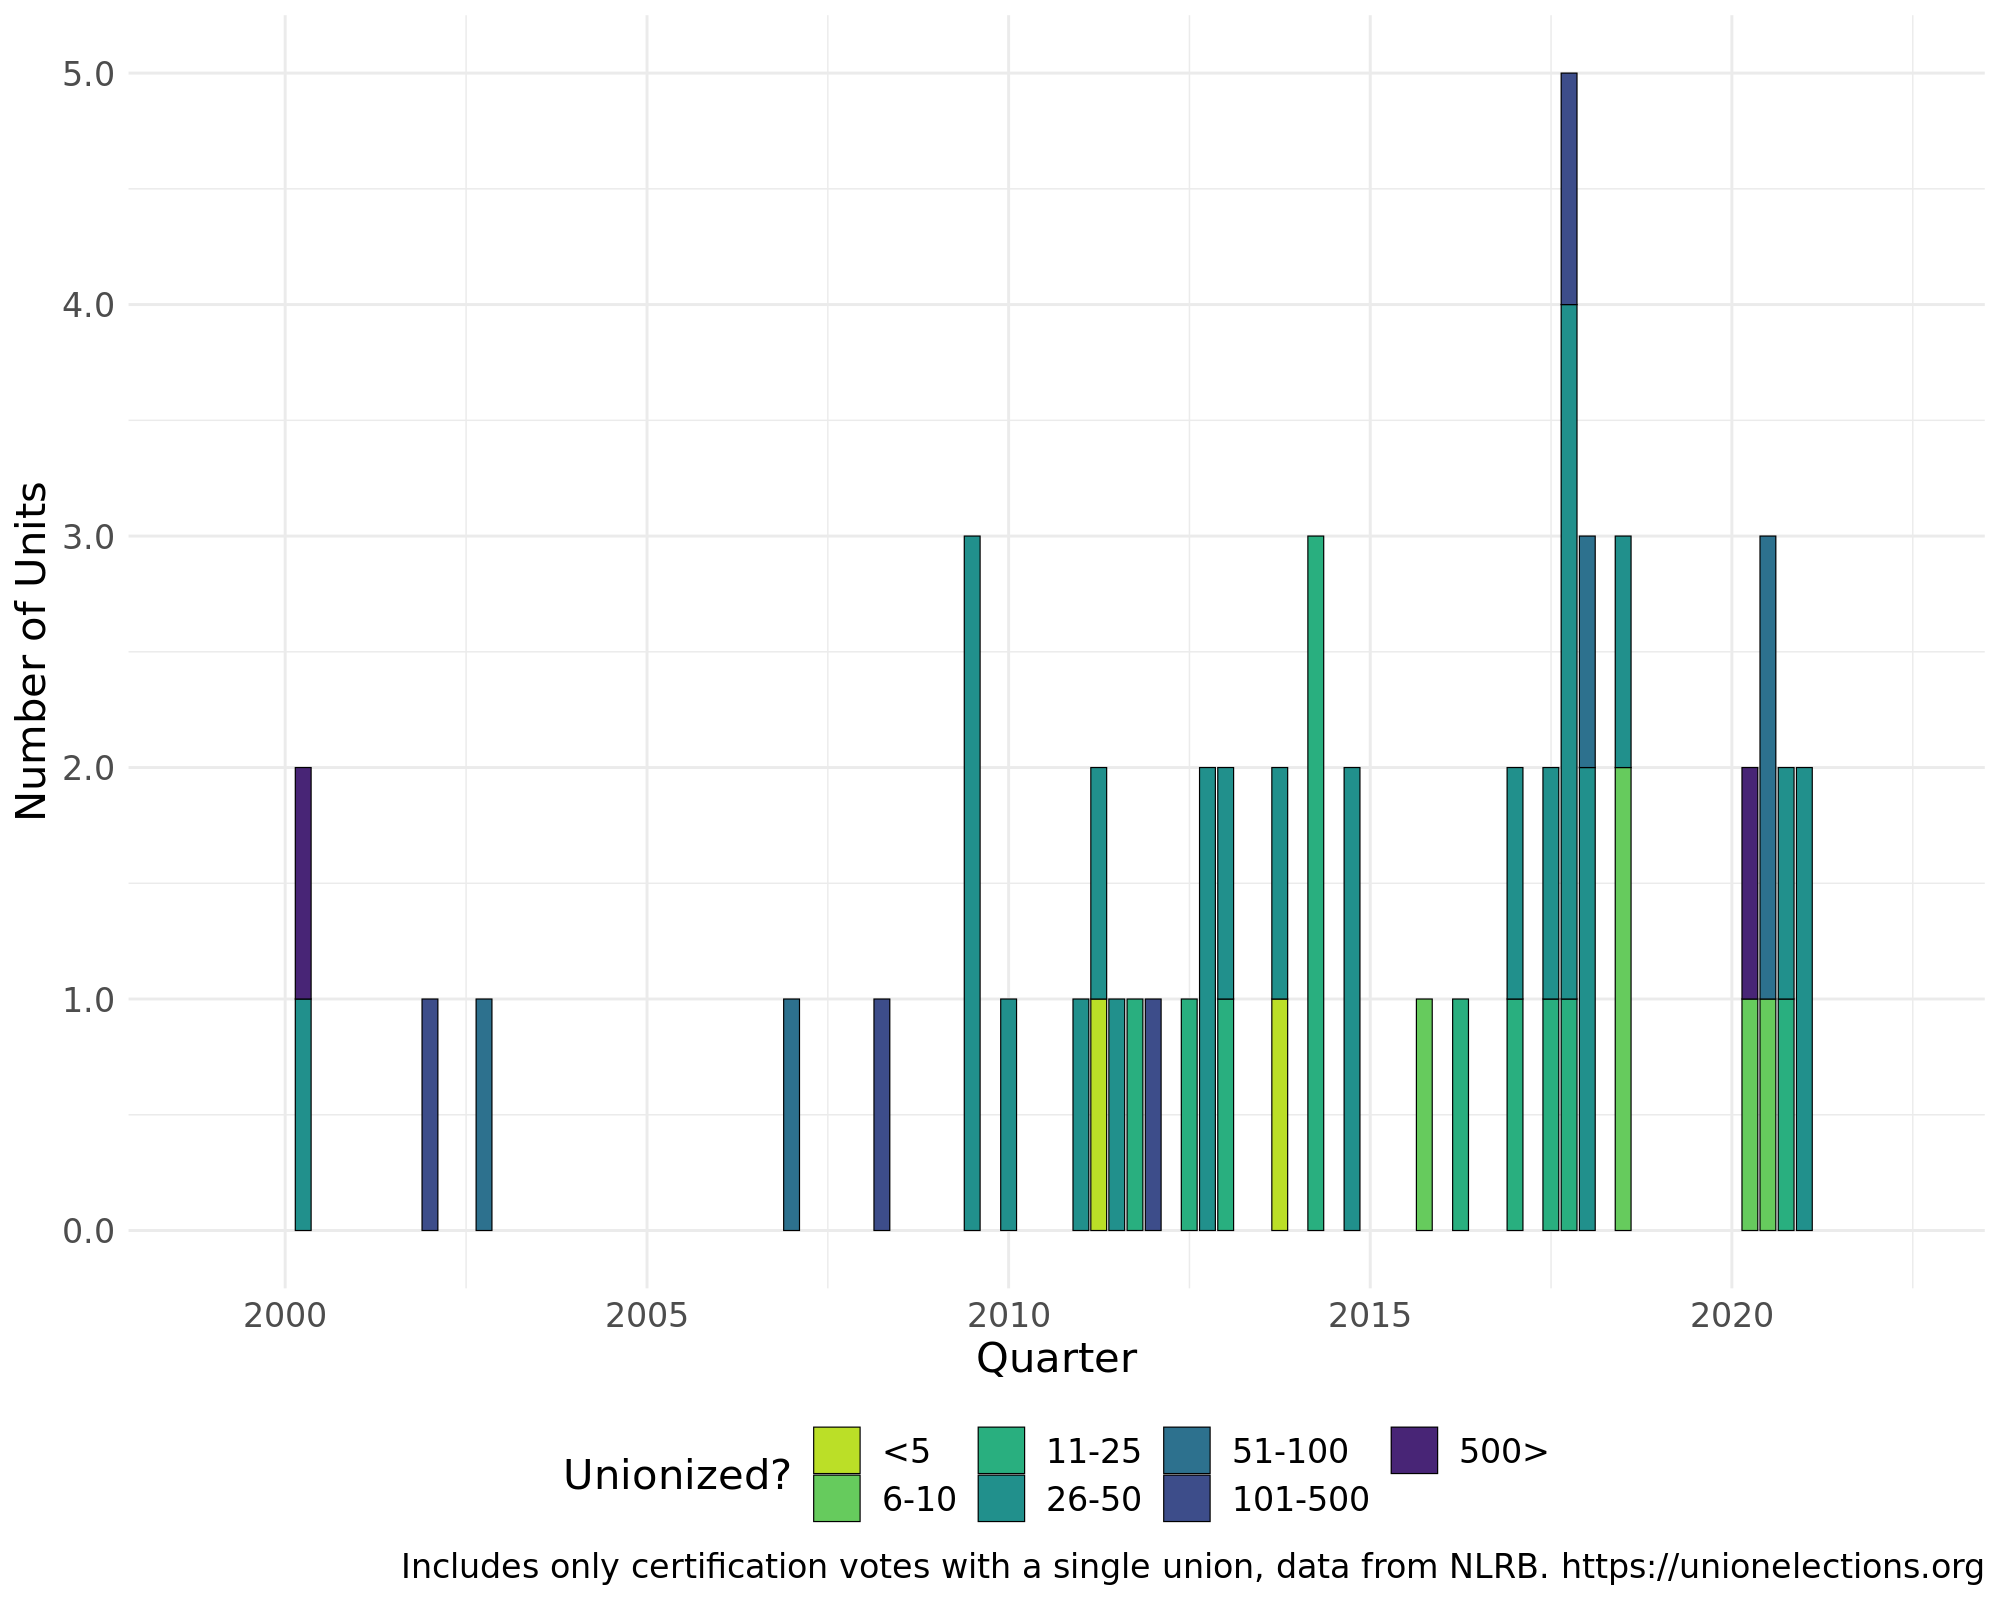 5.0
4.0
3.0
2.0
1.0
0.0
Number of Units
2000 2005 2010 2015 2020
Quarter
Unionized?
<5 11-25 51-100 500>
6-10 26-50 101-500
Includes only certification votes with a single union, data from NLRB. https://unionelections.org